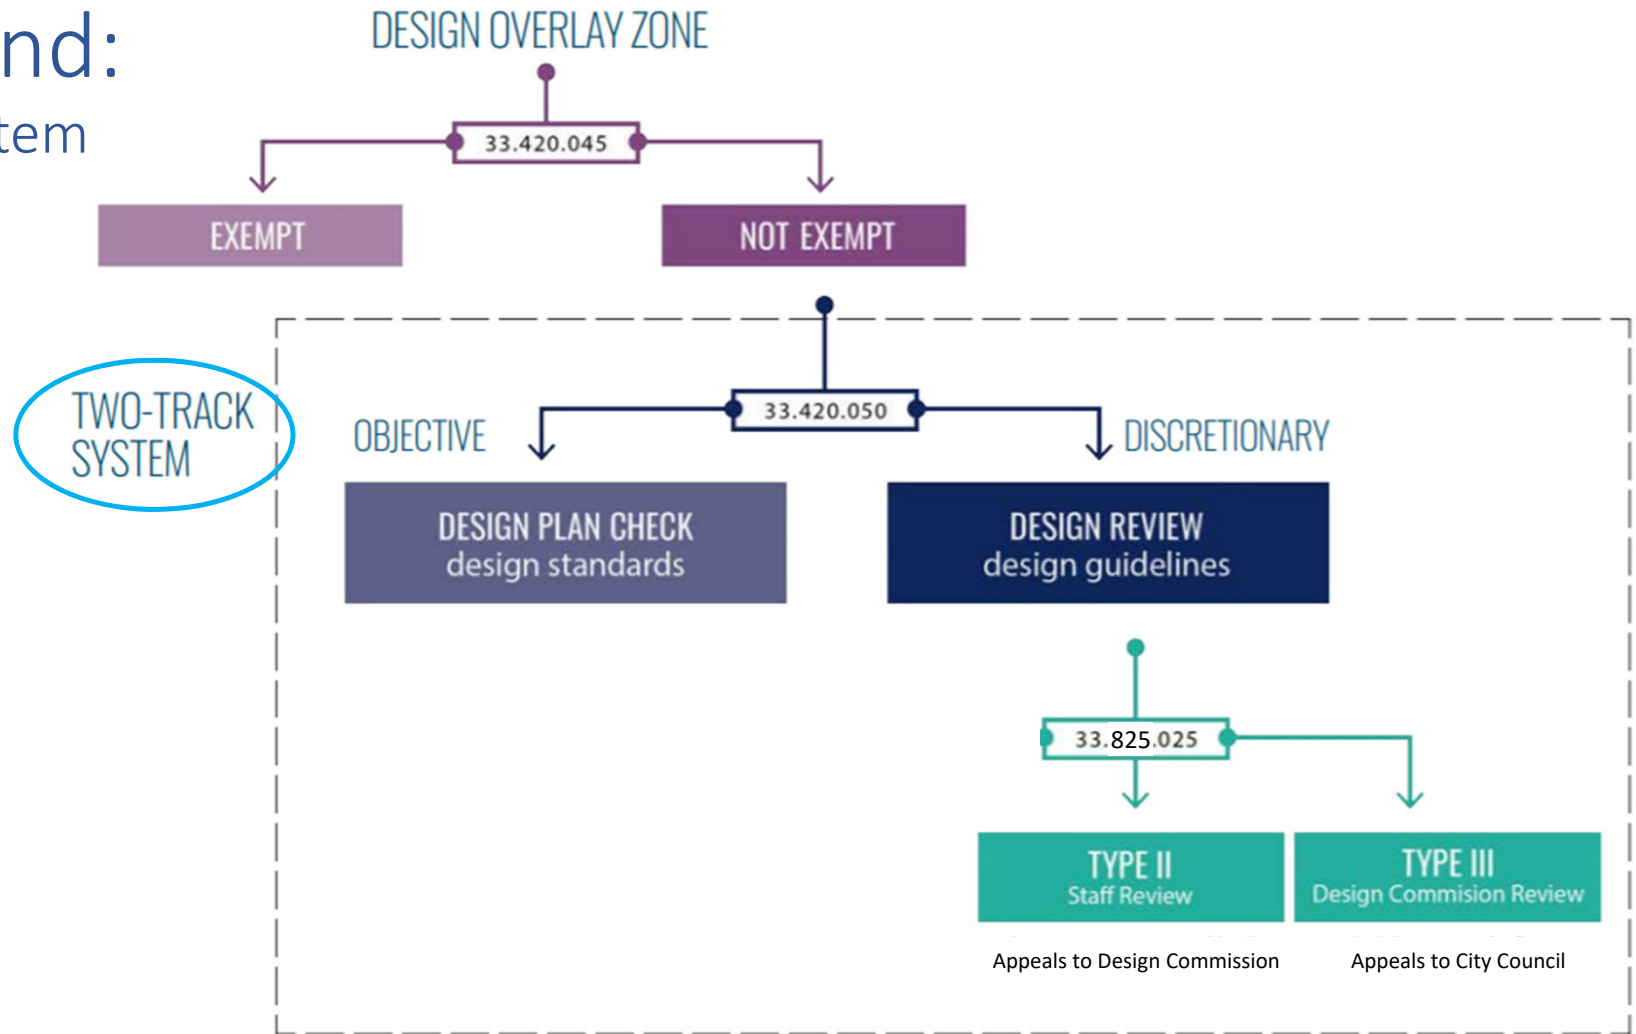 nd:
tem
DESIGN OVERLAY ZONE
33.420.045
EXEMPT
NOT EXEMPT
TWO-TRACK
SYSTEM
33.420.050
OBJECTIVE
DISCRETIONARY
DESIGN PLAN CHECK
design standards
DESIGN REVIEW
design guidelines
33.825.025
TYPE II
Staff Review
TYPE III
Design Commision Review
Appeals to Design Commission
Appeals to City Council